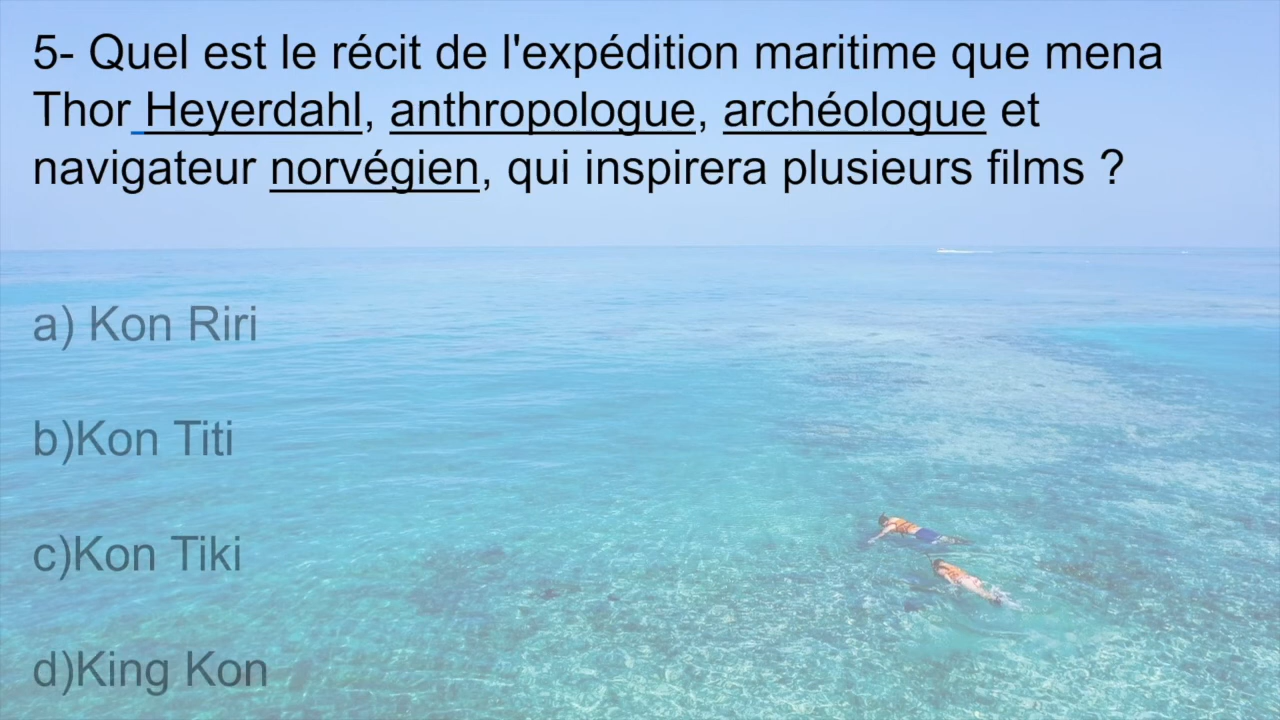 5- Quel est le récit de l'expédition maritime que mena
Thor Heyerdahl, anthropologue, archéologue et
navigateur norvégien, qui inspirera plusieurs films ?
a) Kon Riri
b)Kon Titi
c)Kon Tiki
d)King Kon